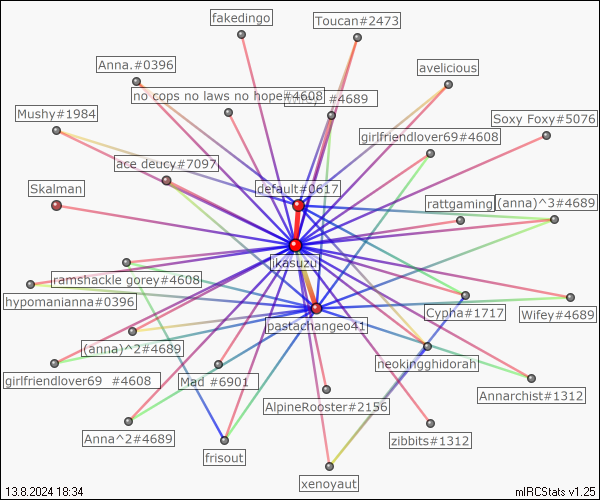 fakedingo
Toucan#2473
Anna.#0396
avelicious
no cops no laws no hope#4608
#4689
Mushy#1984
Soxy Foxy#5076
girlfriendlover69#4608
ace deucy#7097
Skalman
default#0617
rattgaming
(anna)^3#4689
ikasuzu
ramshackle gorey#4608
hypomanianna#0396
Cypha#1717
Wifey#4689
pastachangeo41
(anna)^2#4689
neokingghidorah
girlfriendlover69 #4608
Mad #6901
Annarchist#1312
AlpineRooster#2156
Anna^2#4689
zibbits#1312
frisout
xenoyaut
13.8.2024 18:34
mIRCStats v1.25